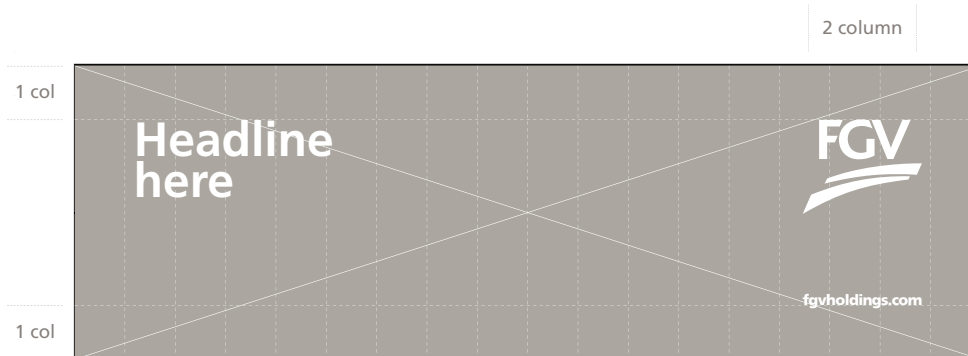 2 column
1 col
Headline
here
FGV
fgvholdings.com
1 col